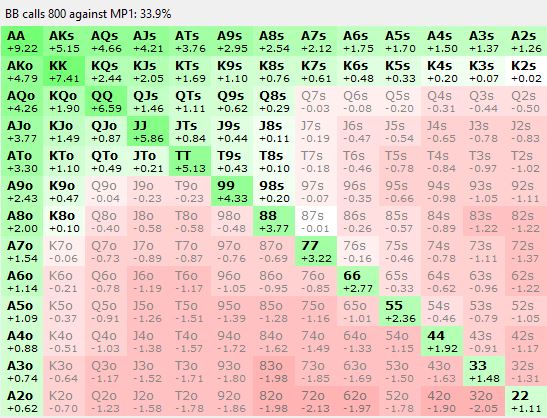 BB calls 800 against MP1: 33.9%
AA AKs AQs AJs ATs A9s A8s A7s A6s A5s A4s A3s A2s
+9.22 +5.15 +4.66 +4.21 +3.76 +2.95 +2.54 +2.12 +1.75 +1.70 +1.50 +1.37 +1.26
AKo KK KQs KJs KTs K9s K8s K7s K6s K5s K4s K3s K2s
+4.79 +7.41 +2.44 +2.05 +1.69 +1.10 +0.76 +0.61 +0.48 +0.33 +0.20 +0.07 +0.02
AQo KQo QQ QJs QTs Q9s Q8s Q7s Q6s Q5s Q4s Q3s Q2s
+4.26 +1.90 +6.59 +1.46 +1.11 +0.62 +0.29 -0.03 -0.08 -0.20 -0.31 -0.44 -0.50
AJo KJo QJo JJ JTs J9s J8s J7s J6s J5s J4s J3s J2s
+3.77 +1.49 +0.87 +5.86 +0.84 +0.44 +0.11 -0.19 -0.47 -0.54 -0.65 -0.78 -0.83
ATo KTo QTo JTo TT T9s T8s T7s T6s T5s T4s T3s T2s
+3.30 +1.10 +0.49 +0.21 +5.13 +0.43 +0.10 -0.18 -0.46 -0.78 -0.84 -0.97 -1.02
A9o K9o Q9o J9o T9o 99 98s 97s 96s 95s 94s 93s 92s
+2.43 +0.47 -0.04 -0.23 -0.23 +4.33 +0.20 -0.07 -0.35 -0.66 -0.98 -1.05 -1.11
A8o K8o Q8o J8o T8o 98o 88 87s 86s 85s 84s 83s 82s
+2.00 +0.10 -0.40 -0.58 -0.58 -0.48 +3.77 -0.01 -0.26 -0.57 -0.89 -1.22 -1.22
A7o K7o Q7o J7o T7o 97o 87o 77 76s 75s 74s 73s 72s
+1.54 -0.06 -0.73 -0.89 -0.87 -0.76 -0.69 +3.22 -0.16 -0.46 -0.78 -1.11 -1.37
A6o K6o Q6o J6o T6o 96o 86o 76o 66 65s 64s 63s 62s
+1.14 -0.21 -0.78 -1.19 -1.17 -1.05 -0.95 -0.85 +2.77 -0.33 -0.62 -0.96 -1.22
A5o K5o Q5o J5o T5o 95o 85o 75o 65o 55 54s 53s 52s
+1.09 -0.37 -0.91 -1.26 -1.51 -1.39 -1.28 -1.16 -1.01 +2.36 -0.46 -0.79 -1.05
A4o K4o Q4o J4o T4o 94o 84o 74o 64o 54o 44 43s 42s
+0.88 -0.51 -1.03 -1.38 -1.57 -1.72 -1.62 -1.49 -1.33 -1.15 +1.92 -0.91 -1.17
A3o K3o Q3o J3o T3o 93o 83o 73o 63o 53o 43o 33 32s
+0.74 -0.64 -1.17 -1.52 -1.71 -1.80 -1.98 -1.85 -1.69 -1.50 -1.63 +1.48 -1.31
A2o K2o Q2o J2o T2o 92o 82o 72o 62o 52o 42o 32o 22
+0.62 -0.70 -1.23 -1.58 -1.78 -1.86 -1.98 -2.13 -1.97 -1.78 -1.90 -2.05 +1.11